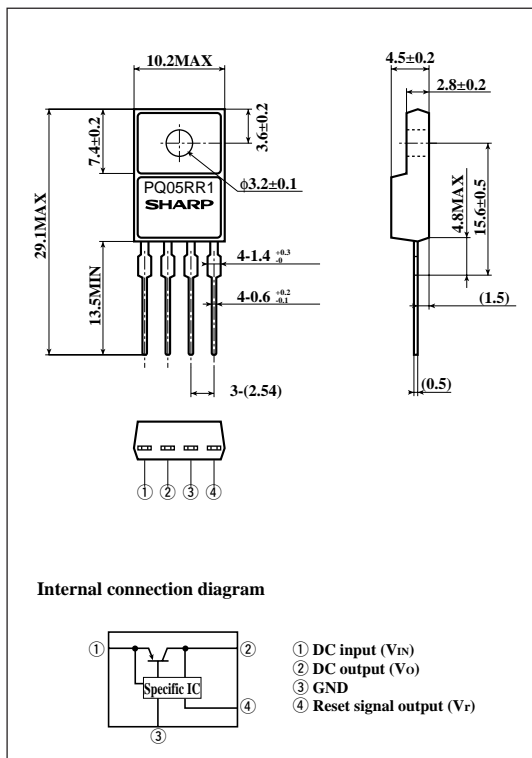 10.2MAX
4.5±0.2
2.8±0.2
7.4±0.2
3.6±0.2
PQ05RR1
SHARP
ϕ3.2±0.1
29.1MAX
4.8MAX
15.6±0.5
13.5MIN
4-1.4 +0.3 -0
4-0.6 +0.2 -0.1
(1.5)
3-(2.54)
(0.5)
① ② ③ ④
Internal connection diagram
① ②
Specific IC
④
③
① DC input (VIN)
② DC output (VO)
③ GND
④ Reset signal output (Vr)